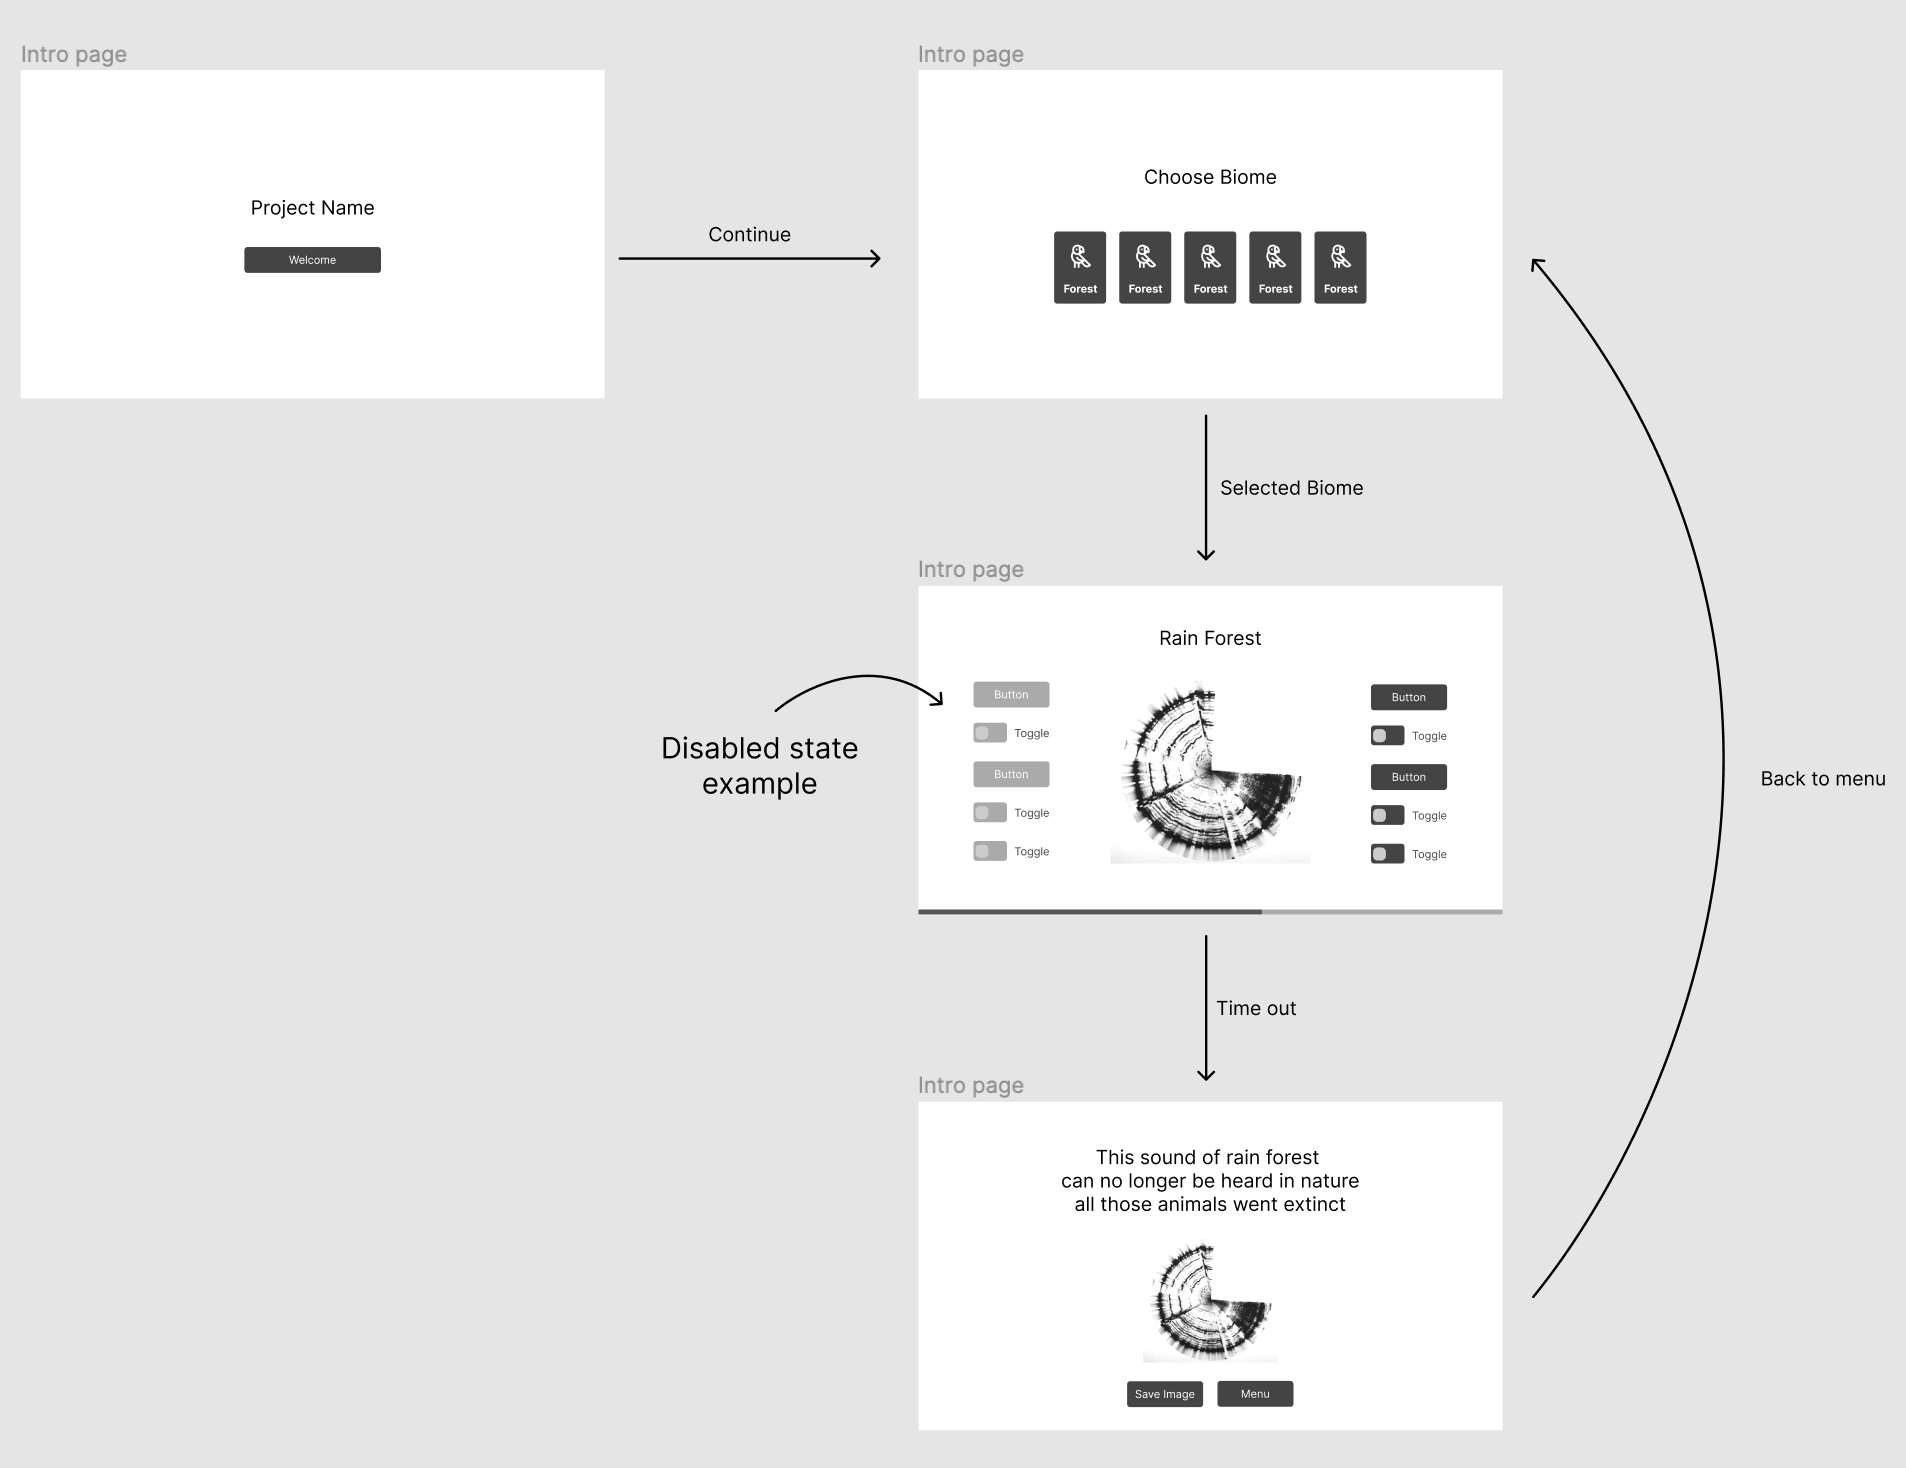 Intro page
Project Name
Welcome
Continue
Intro page
Choose Biome
Forest
Forest
Forest
Forest
Forest
Selected Biome
Intro page
Rain Forest
Button
Toggle
Button
Toggle
Toggle
Button
Toggle
Button
Toggle
Toggle
Disabled state
example
Back to menu
Time out
Intro page
This sound of rain forest
can no longer be heard in nature
all those animals went extinct
Save Image
Menu